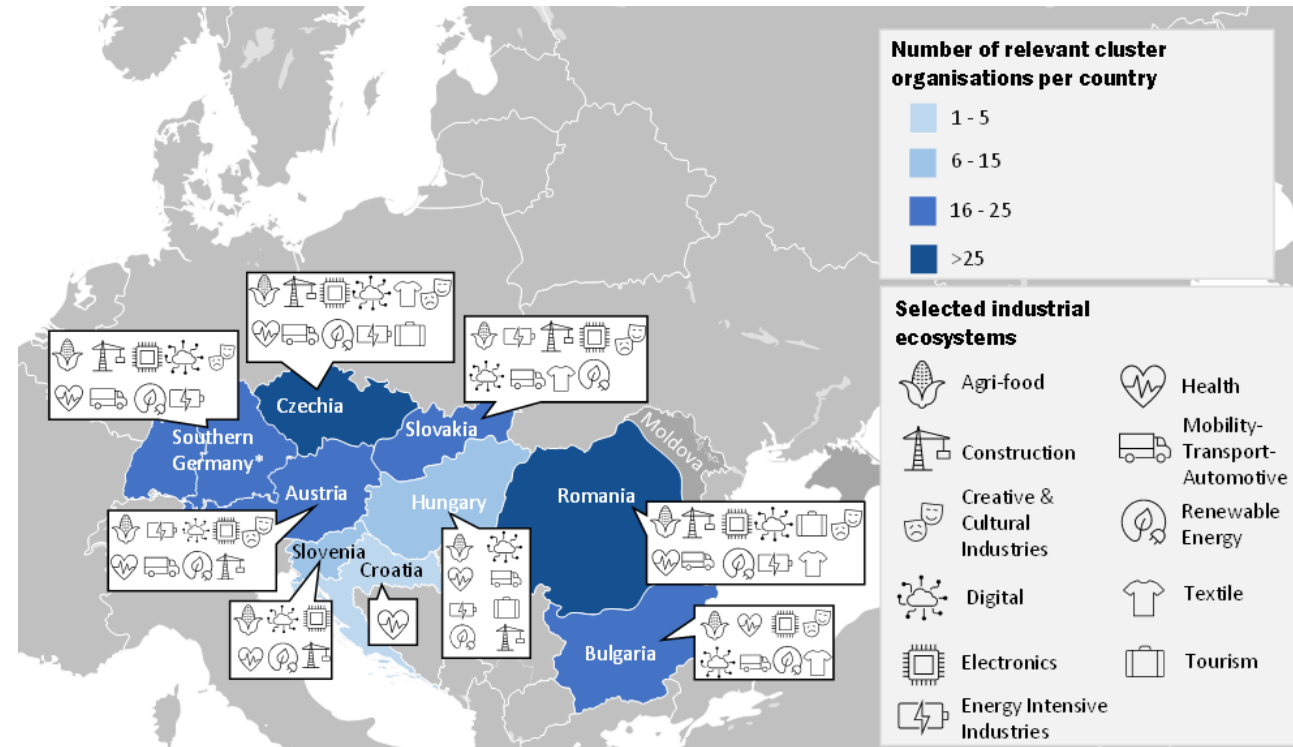 Number of relevant cluster
organisations per country
1 - 5
6 - 15
16 - 25
>25
Selected industrial
ecosystems
Agri-food
Construction
Creative &
Cultural
Industries
Digital
Electronics
Energy Intensive
Industries
Health
Mobility-
Transport-
Automotive
Renewable
Energy
Textile
Tourism
Czechia
Slovakia
Southern
Germany*
Austria
Hungary
Romania
Moldova
Slovenia
Croatia
Bulgaria